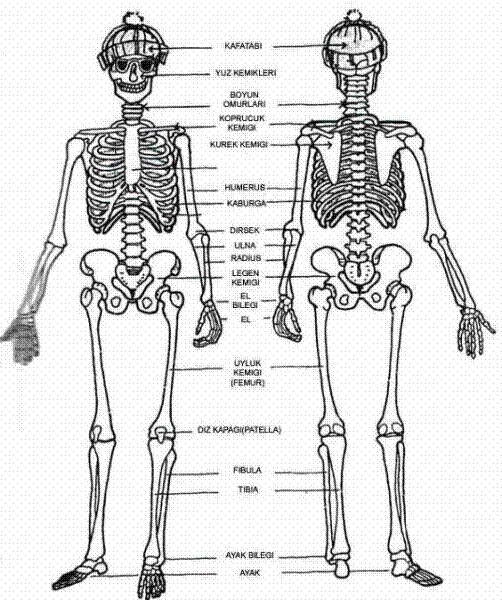 KAFATASI
YUZ KEMIKLERI
BOYUN
OMURLARI
KOPRUCUK
KEMIGI
KUREK KEMIGI
HUMERUS
KABURGA
DIRSEK
ULNA
RADIUS
LEGEN
KEMIGI
EL
BILEGI
EL
UYLUK
KEMIGI
(FEMUR)
DIZ KAPAGI(PATELLA)
FIBULA
TIBIA
AYAK BILEGI
AYAK